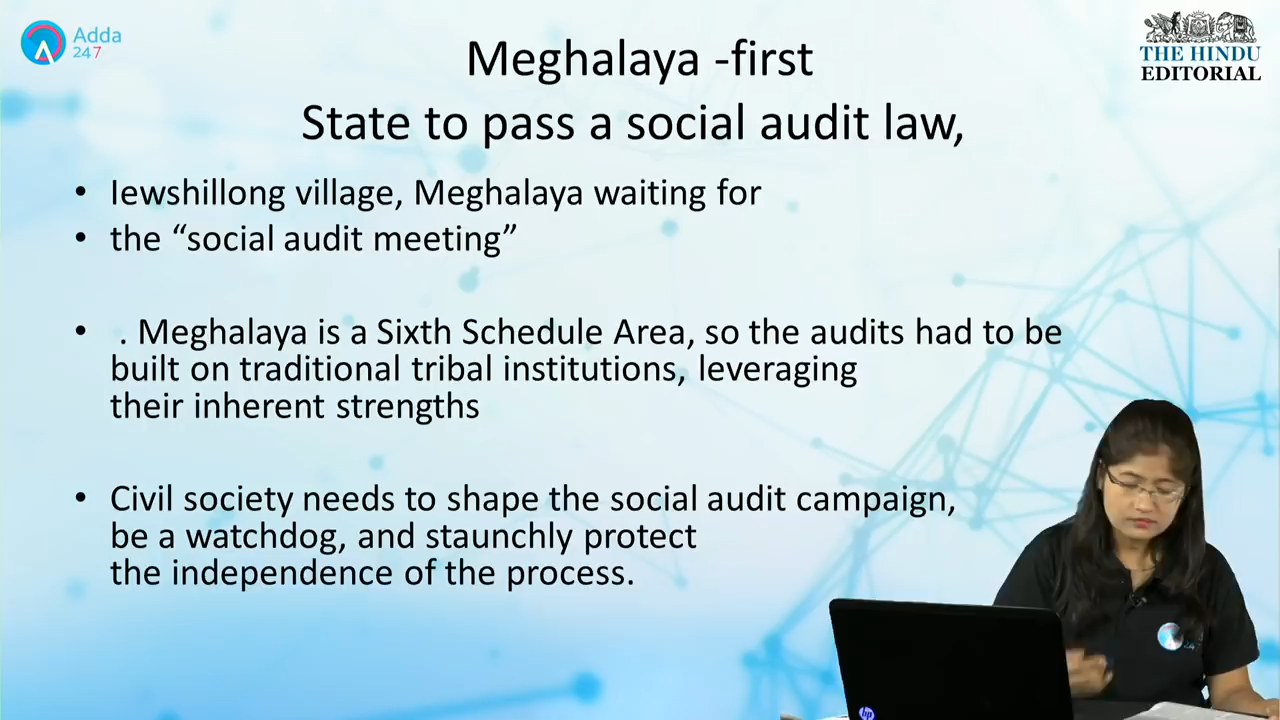 Adda
247
THE HINDU
EDITORIAL
Meghalaya -first
State to pass a social audit law,
• Iewshillong village, Meghalaya waiting for
• the “social audit meeting”
• . Meghalaya is a Sixth Schedule Area, so the audits had to be
built on traditional tribal institutions, leveraging
their inherent strengths
• Civil society needs to shape the social audit campaign,
be a watchdog, and staunchly protect
the independence of the process.
hp